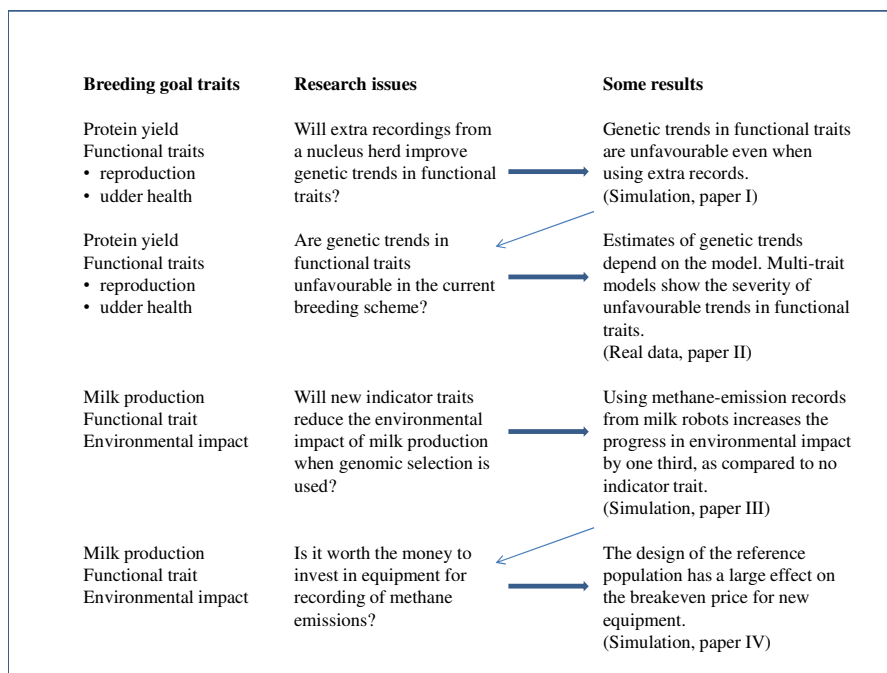 Breeding goal traits
Research issues
Some results
Protein yield
Functional traits
• reproduction
• udder health
Will extra recordings from
a nucleus herd improve
genetic trends in functional
traits?
Genetic trends in functional traits
are unfavourable even when
using extra records.
(Simulation, paper I)
Protein yield
Functional traits
• reproduction
• udder health
Are genetic trends in
functional traits
unfavourable in the current
breeding scheme?
Estimates of genetic trends
depend on the model. Multi-trait
models show the severity of
unfavourable trends in functional
traits.
(Real data, paper II)
Milk production
Functional trait
Environmental impact
Will new indicator traits
reduce the environmental
impact of milk production
when genomic selection is
used?
Using methane-emission records
from milk robots increases the
progress in environmental impact
by one third, as compared to no
indicator trait.
(Simulation, paper III)
Milk production
Functional trait
Environmental impact
Is it worth the money to
invest in equipment for
recording of methane
emissions?
The design of the reference
population has a large effect on
the breakeven price for new
equipment.
(Simulation, paper IV)